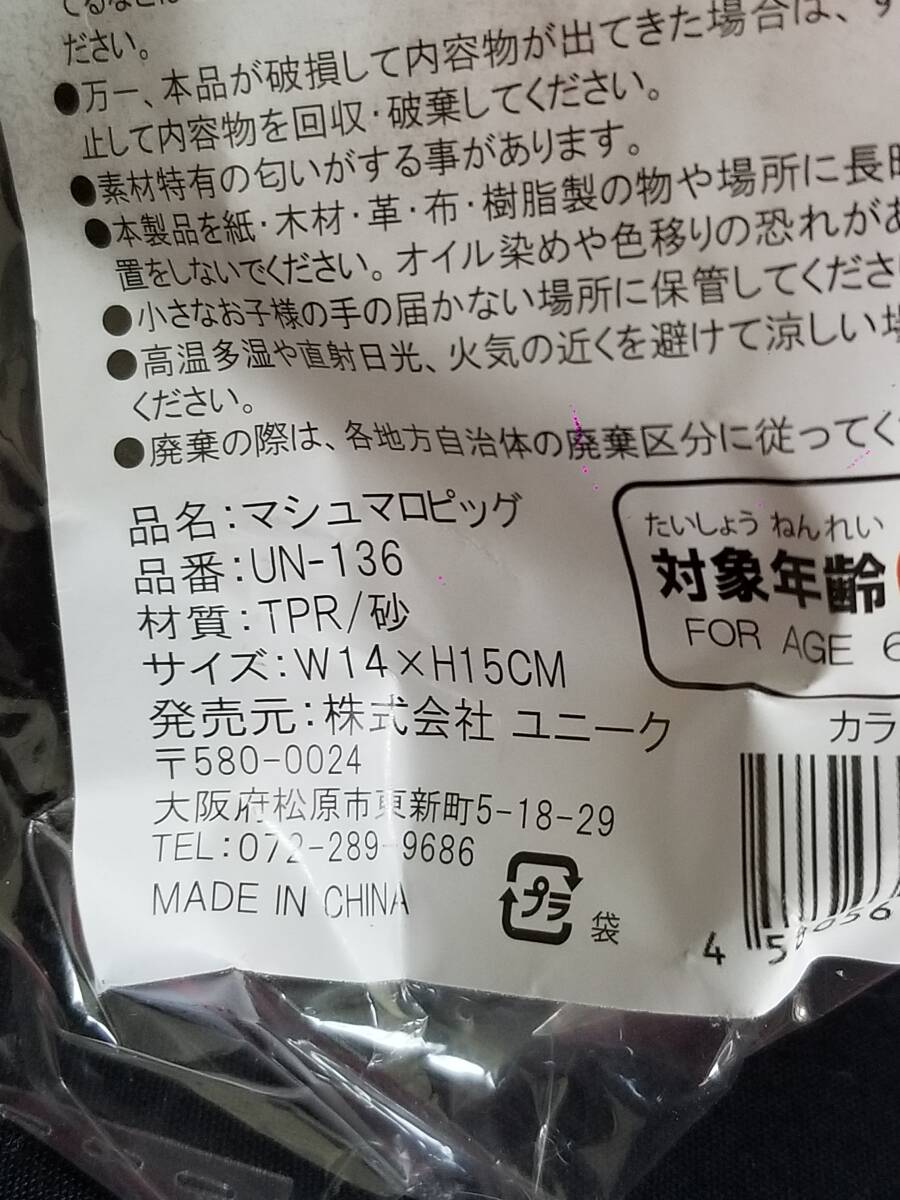 ださい。
●万一、本品が破損して内容物が出てきた場合は、す
止して内容物を回収・破棄してください。
●素材特有の匂いがする事があります。
●本製品を紙・木材・革・布・樹脂製の物や場所に長時
置をしないでください。オイル染めや色移りの恐れがあ
●小さなお子様の手の届かない場所に保管してくださ
●高温多湿や直射日光、火気の近くを避けて涼しい場
ください。
●廃棄の際は、各地方自治体の廃棄区分に従ってく
品名:マシュマロピッグ
品番:UN-136
材質:TPR/砂
サイズ:W14×H15CM
発売元:株式会社 ユニーク
〒580-0024
大阪府松原市東新町5-18-29
TEL:072-289-9686
MADE IN CHINA
プラ
袋
たいしょう ねんれい
対象年齢
FOR AGE 6
カラ